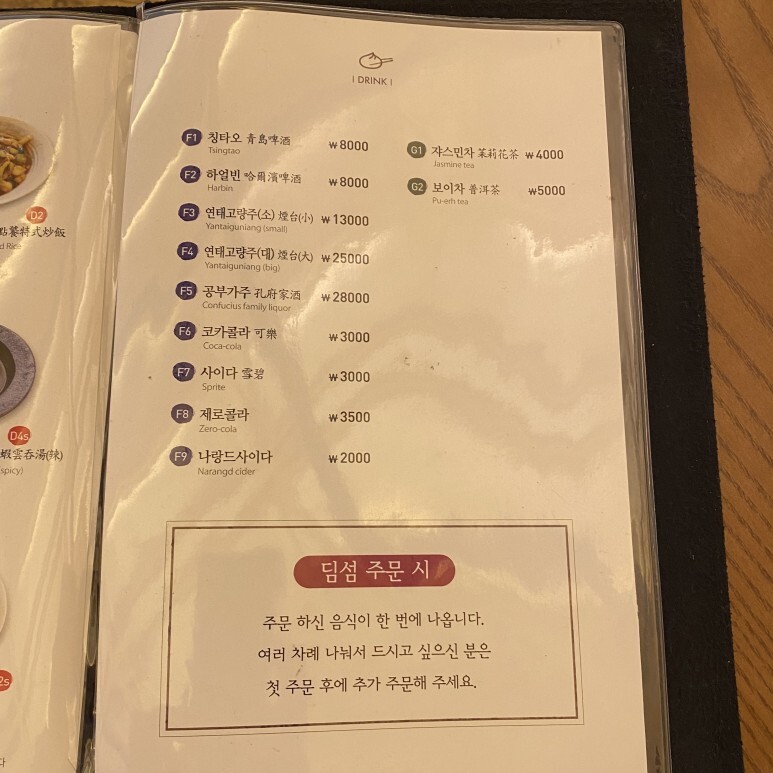 D2
點饕特式炒飯
d Rice
D4s
蝦雲呑湯(辣)
spicy)
2s
다
| DRINK |
F1 칭타오 青島啤酒 ₩8000
Tsingtao
F2 하얼빈 哈爾濱啤酒 ₩8000
Harbin
F3 연태고량주(소) 煙台(小) ₩13000
Yantaiguniang (small)
F4 연태고량주(대) 煙台(大) ₩25000
Yantaiguniang (big)
F5 공부가주 孔府家酒 ₩28000
Confucius family liquor
F6 코카콜라 可樂 ₩3000
Coca-cola
F7 사이다 雪碧 ₩3000
Sprite
F8 제로콜라 ₩3500
Zero-cola
F9 나랑드사이다 ₩2000
Narangd cider
G1 쟈스민차 茉莉花茶 ₩4000
Jasmine tea
G2 보이차 普洱茶 ₩5000
Pu-erh tea
딤섬 주문 시
주문 하신 음식이 한 번에 나옵니다.
여러 차례 나눠서 드시고 싶으신 분은
첫 주문 후에 추가 주문해 주세요.